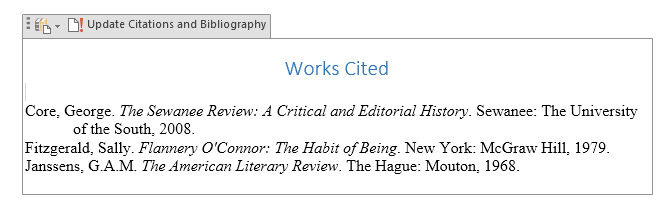 Update Citations and Bibliography
Works Cited
Core, George. The Sewanee Review: A Critical and Editorial History. Sewanee: The University
of the South, 2008.
Fitzgerald, Sally. Flannery O'Connor: The Habit of Being. New York: McGraw Hill, 1979.
Janssens, G.A.M. The American Literary Review. The Hague: Mouton, 1968.